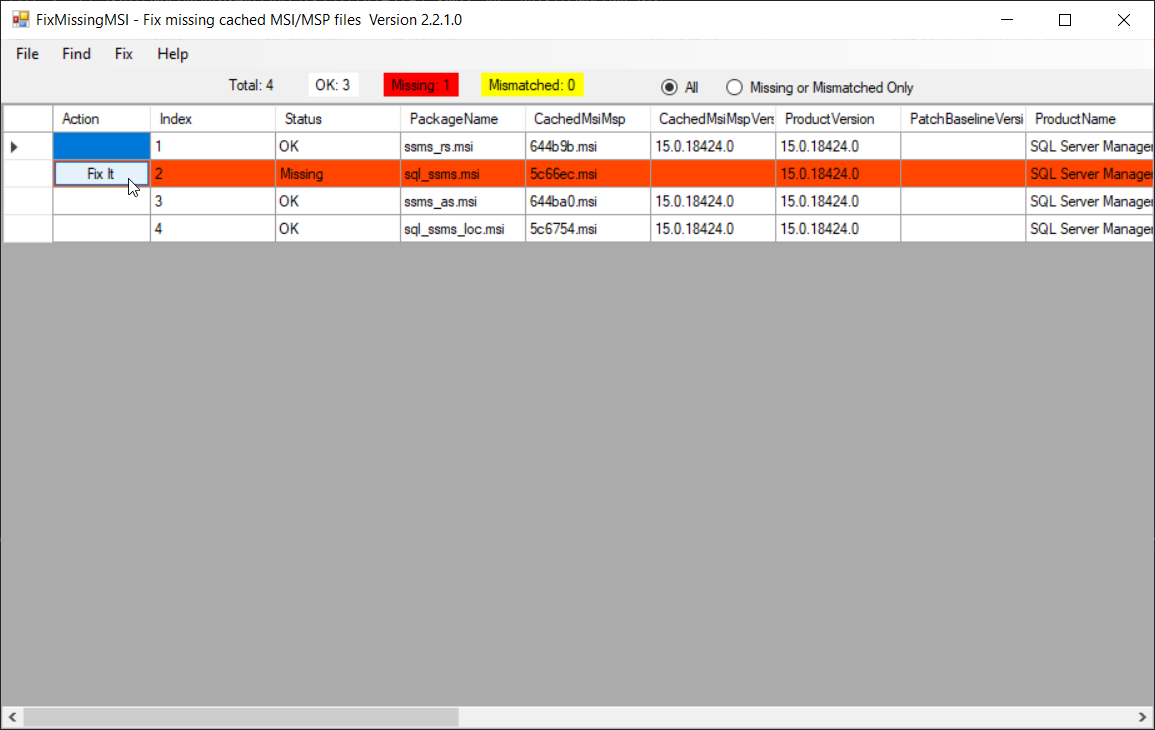 FixMissingMSI - Fix missing cached MSI/MSP files  Version 2.2.1.0
File Find Fix Help
Total: 4 OK: 3 Missing: 1 Mismatched: 0 All Missing or Mismatched Only
Action Index Status PackageName CachedMsiMsp CachedMsiMspVers ProductVersion PatchBaselineVersi ProductName
1 OK ssms_rs.msi 644b9b.msi 15.0.18424.0 15.0.18424.0 SQL Server Manager
Fix It 2 Missing sql_ssms.msi 5c66ec.msi 15.0.18424.0 SQL Server Manager
3 OK ssms_as.msi 644ba0.msi 15.0.18424.0 15.0.18424.0 SQL Server Manager
4 OK sql_ssms_loc.msi 5c6754.msi 15.0.18424.0 15.0.18424.0 SQL Server Manager